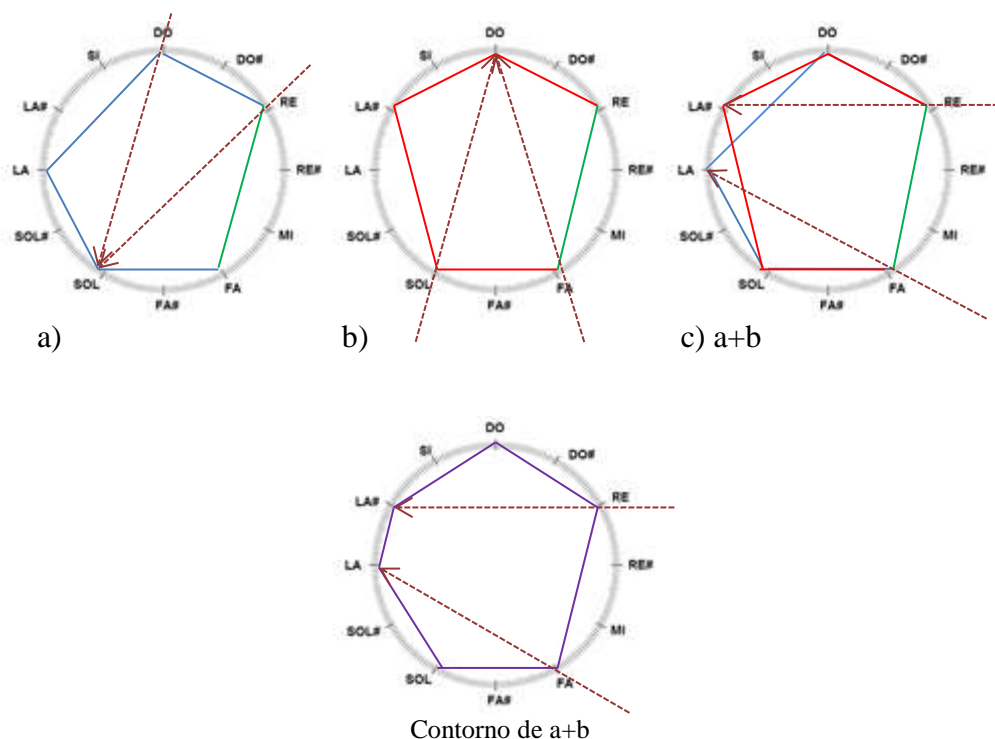 DO
SI DO#
LA# RE
LA RE#
SOL# MI
SOL FA
FA#
a)
DO
SI DO#
LA# RE
LA RE#
SOL# MI
SOL FA
FA#
b)
DO
SI DO#
LA# RE
LA RE#
SOL# MI
SOL FA
FA#
c) a+b
DO
SI DO#
LA# RE
LA RE#
SOL# MI
SOL FA
FA#
Contorno de a+b